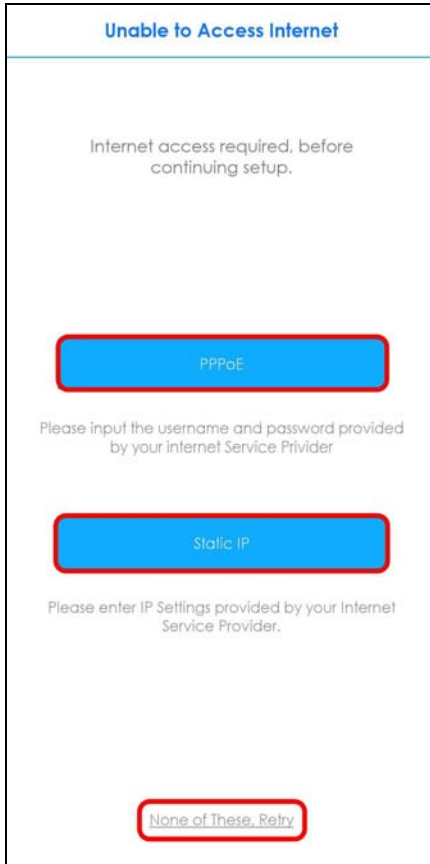 Unable to Access Internet
Internet access required, before
continuing setup.
PPPoE
Please input the username and password provided
by your internet Service Privider
Static IP
Please enter IP Settings provided by your Internet
Service Provider.
None of These, Retry